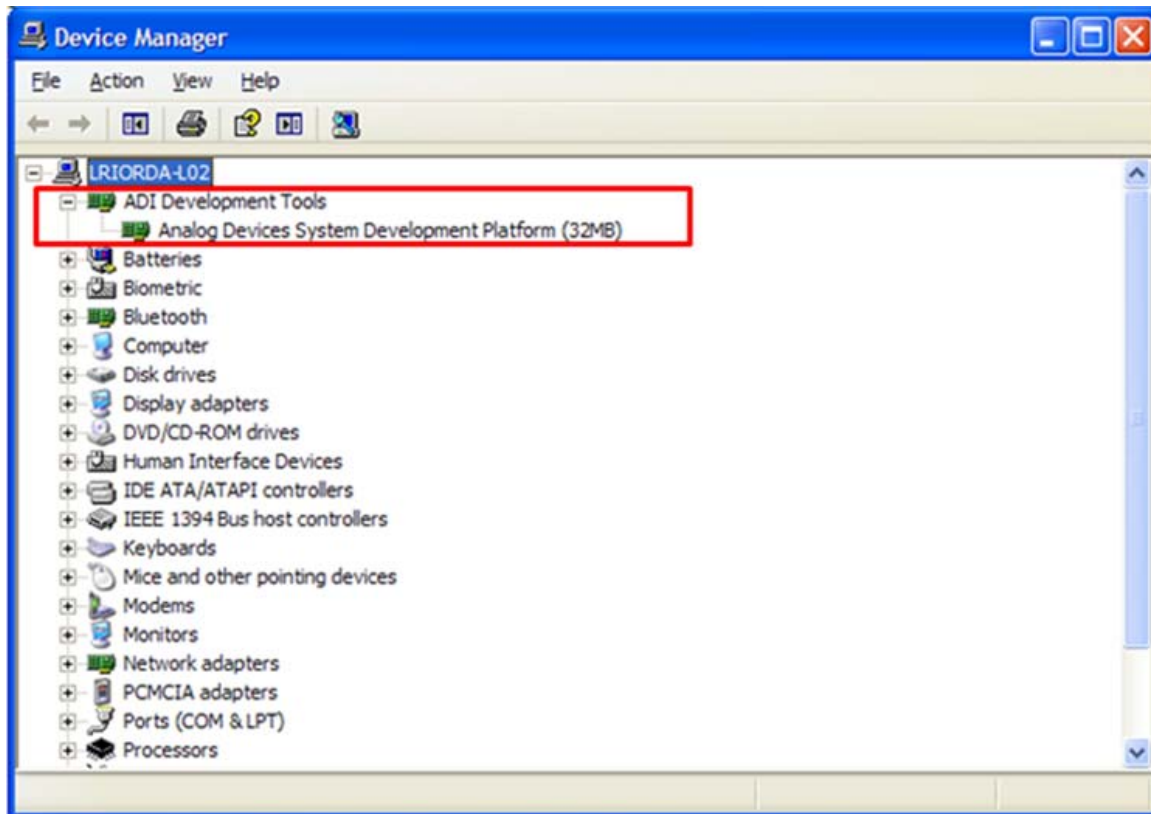 Device Manager
File Action View Help
LRIORDA-L02
ADI Development Tools
Analog Devices System Development Platform (32MB)
Batteries
Biometric
Bluetooth
Computer
Disk drives
Display adapters
DVD/CD-ROM drives
Human Interface Devices
IDE ATA/ATAPI controllers
IEEE 1394 Bus host controllers
Keyboards
Mice and other pointing devices
Modems
Monitors
Network adapters
PCMCIA adapters
Ports (COM & LPT)
Processors